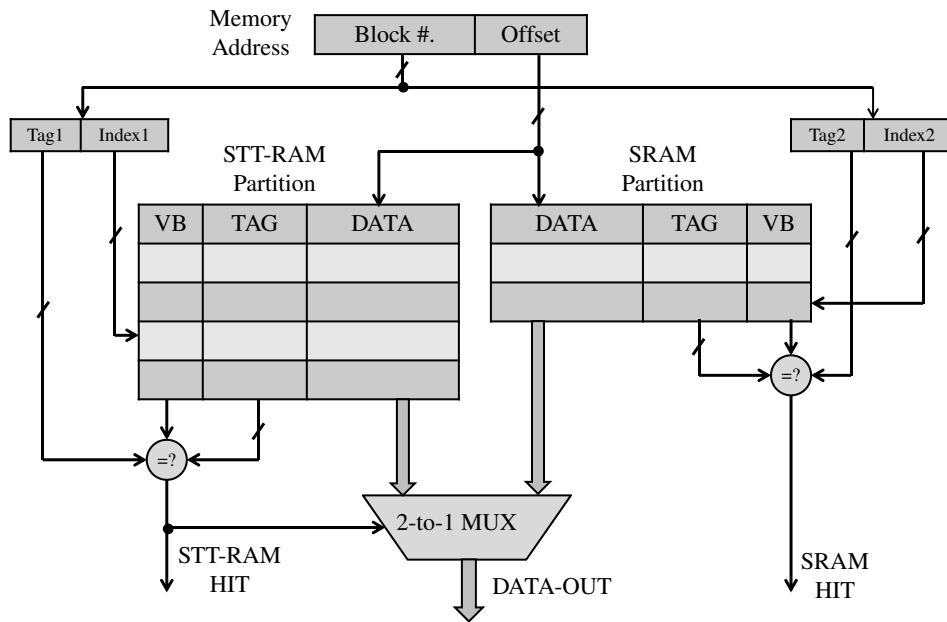 Memory
Address
Block #.
Offset
Tag1
Index1
Tag2
Index2
STT-RAM
Partition
SRAM
Partition
VB
TAG
DATA
DATA
TAG
VB
=?
=?
2-to-1 MUX
STT-RAM
HIT
DATA-OUT
SRAM
HIT